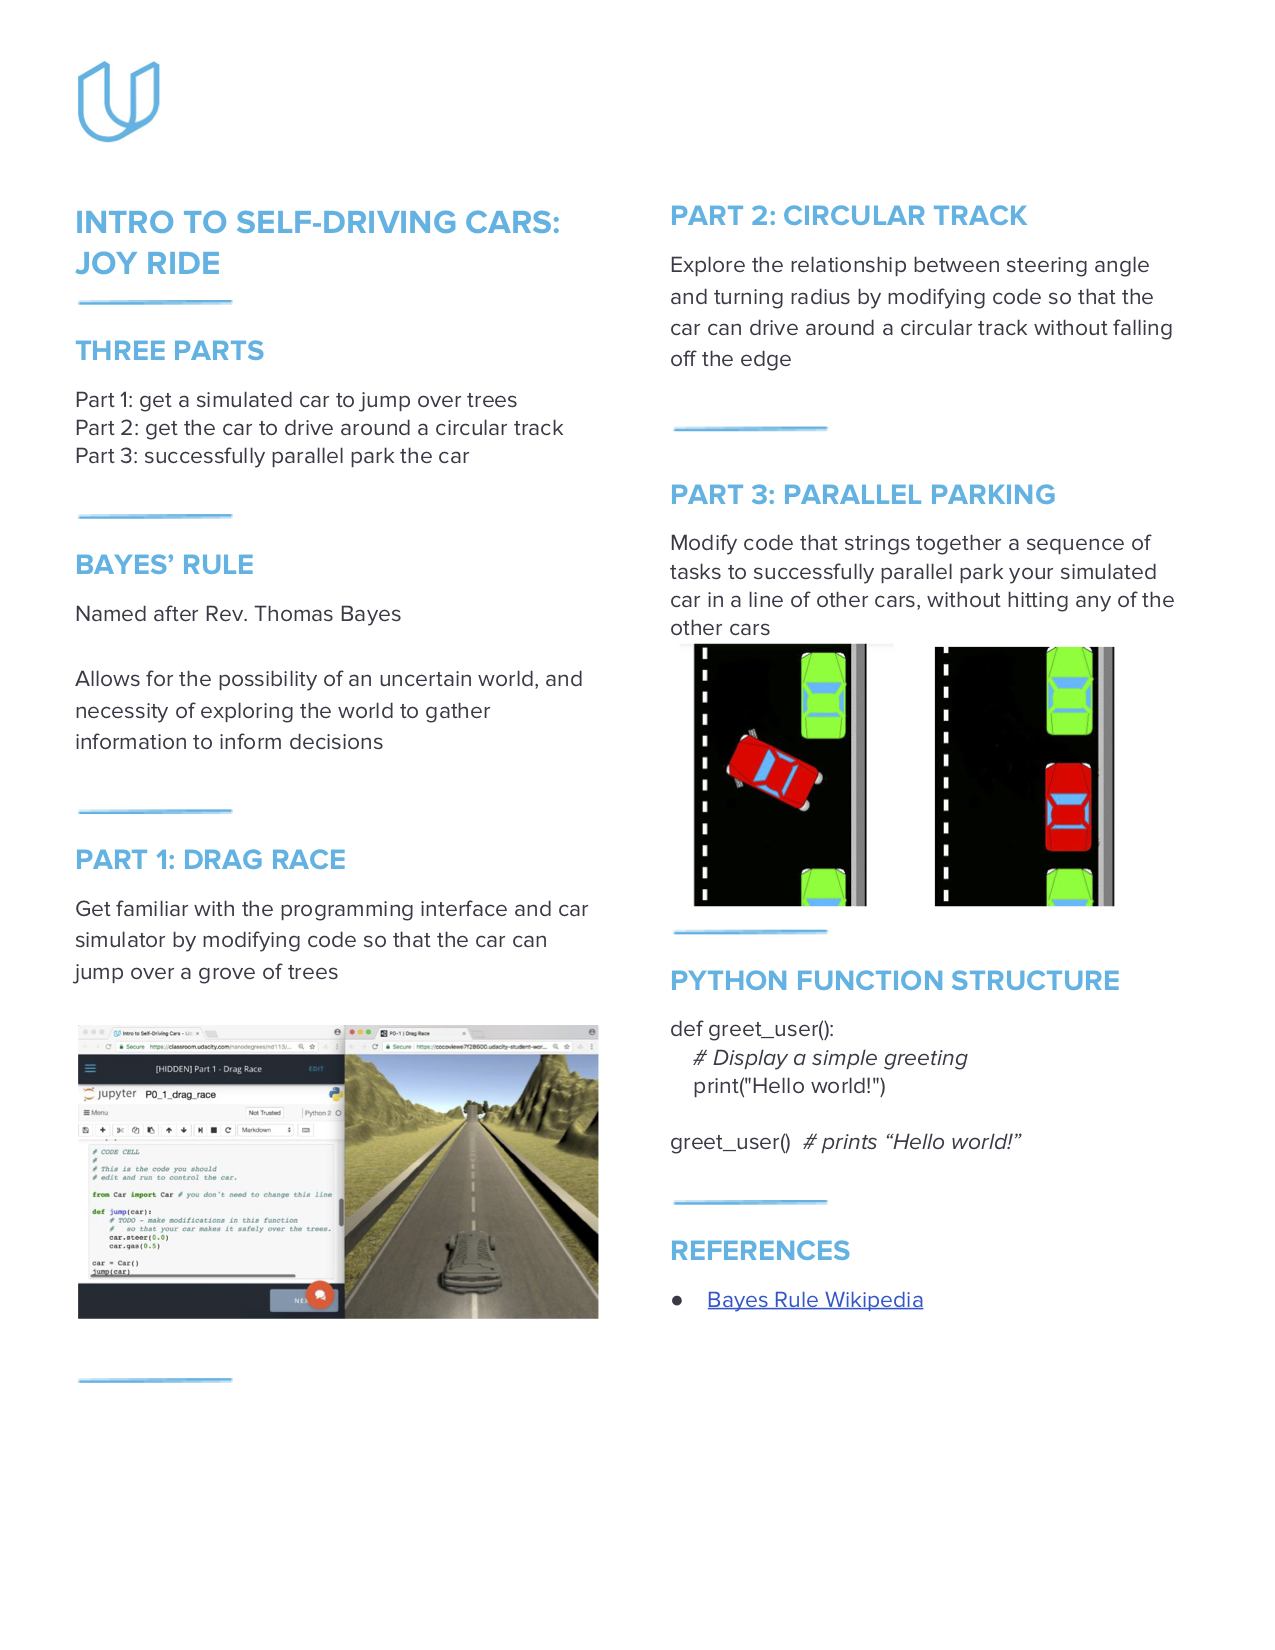 INTRO TO SELF-DRIVING CARS:
JOY RIDE
THREE PARTS
Part 1: get a simulated car to jump over trees
Part 2: get the car to drive around a circular track
Part 3: successfully parallel park the car
BAYES’ RULE
Named after Rev. Thomas Bayes
Allows for the possibility of an uncertain world, and
necessity of exploring the world to gather
information to inform decisions
PART 1: DRAG RACE
Get familiar with the programming interface and car
simulator by modifying code so that the car can
jump over a grove of trees
Intro to Self-Driving Cars -
P0-1 | Drag Race
Secure https://classroom.udacity.com/nanodegrees/nd113/...
Secure
[HIDDEN] Part 1 - Drag Race EDIT
jupyter P0_1_drag_race
Menu Not Trusted Python 2
Markdown
# CODE CELL
#
# This is the code you should
# edit and run to control the car.
from Car import Car # you don't need to change this line
def jump(car):
# TODO - make modifications in this function
# so that your car makes it safely over the trees.
car.steer(0.0)
car.gas(0.5)
car = Car()
jump(car)
PART 2: CIRCULAR TRACK
Explore the relationship between steering angle
and turning radius by modifying code so that the
car can drive around a circular track without falling
off the edge
PART 3: PARALLEL PARKING
Modify code that strings together a sequence of
tasks to successfully parallel park your simulated
car in a line of other cars, without hitting any of the
other cars
PYTHON FUNCTION STRUCTURE
def greet_user():
# Display a simple greeting
print("Hello world!")
greet_user() # prints “Hello world!”
REFERENCES
● Bayes Rule Wikipedia